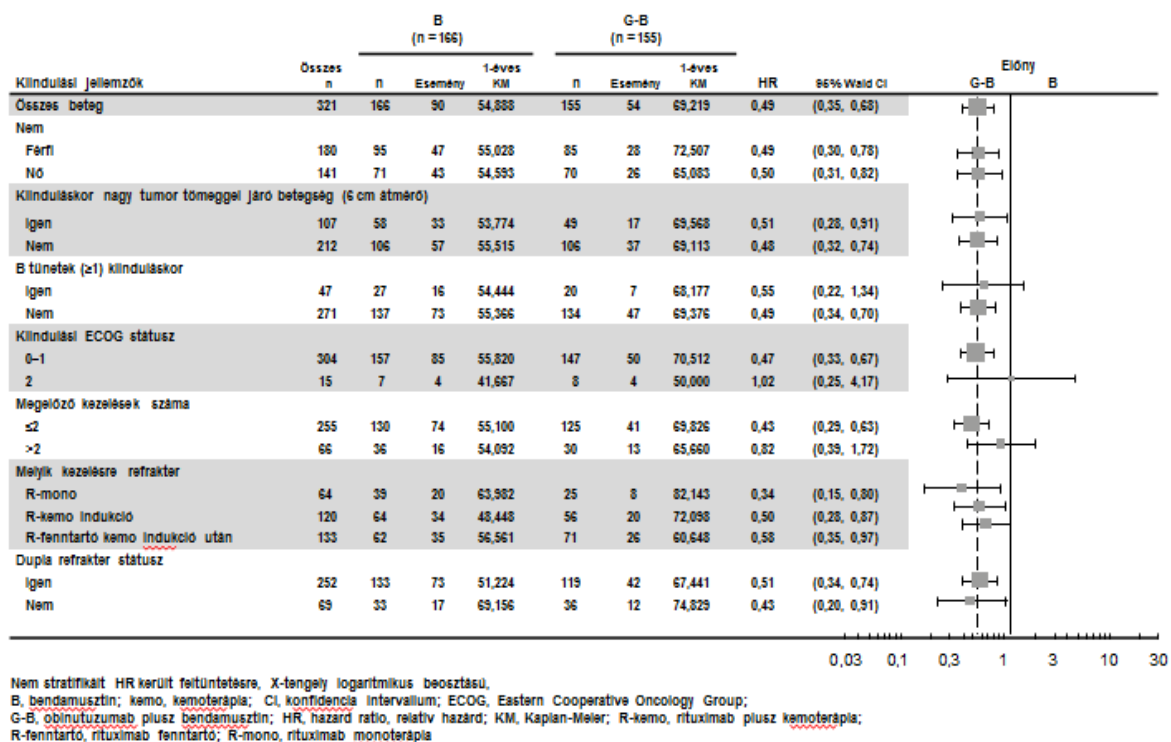 B G-B
(n = 166) (n = 155)
Összes 1-éves 1-éves Előny
Kiindulási jellemzők n n Esemény KM n Esemény KM HR 95% Wald CI G-B B
Összes beteg 321 166 90 54,888 155 54 69,219 0,49 (0,35, 0,68)
Nem
Férfi 180 95 47 55,028 85 28 72,507 0,49 (0,30, 0,78)
Nő 141 71 43 54,593 70 26 65,083 0,50 (0,31, 0,82)
Kiinduláskor nagy tumor tömeggel járó betegség (6 cm átmérő)
Igen 107 58 33 53,774 49 17 69,568 0,51 (0,28, 0,91)
Nem 212 106 57 55,515 106 37 69,113 0,48 (0,32, 0,74)
B tünetek (≥1) kiinduláskor
Igen 47 27 16 54,444 20 7 68,177 0,55 (0,22, 1,34)
Nem 271 137 73 55,366 134 47 69,376 0,49 (0,34, 0,70)
Kiindulási ECOG státusz
0–1 304 157 85 55,820 147 50 70,512 0,47 (0,33, 0,67)
2 15 7 4 41,667 8 4 50,000 1,02 (0,25, 4,17)
Megelőző kezelések száma
≤2 255 130 74 55,100 125 41 69,826 0,43 (0,29, 0,63)
>2 66 36 16 54,092 30 13 65,660 0,82 (0,39, 1,72)
Melyik kezelésre refrakter
R-mono 64 39 20 63,982 25 8 82,143 0,34 (0,15, 0,80)
R-kemo indukció 120 64 34 48,448 56 20 72,098 0,50 (0,28, 0,87)
R-fenntartó kemo indukció után 133 62 35 56,561 71 26 60,648 0,58 (0,35, 0,97)
Dupla refrakter státusz
Igen 252 133 73 51,224 119 42 67,441 0,51 (0,34, 0,74)
Nem 69 33 17 69,156 36 12 74,829 0,43 (0,20, 0,91)
0,03 0,1 0,3 1 3 10 30
Nem stratifikált HR került feltüntetésre, X-tengely logaritmikus beosztású,
B, bendamusztin; kemo, kemoterápia; CI, konfidencia intervallum; ECOG, Eastern Cooperative Oncology Group;
G-B, obinutuzumab plusz bendamusztin; HR, hazard ratio, relatív hazárd; KM, Kaplan-Meier; R-kemo, rituximab plusz kemoterápia;
R-fenntartó, rituximab fenntartó; R-mono, rituximab monoterápia